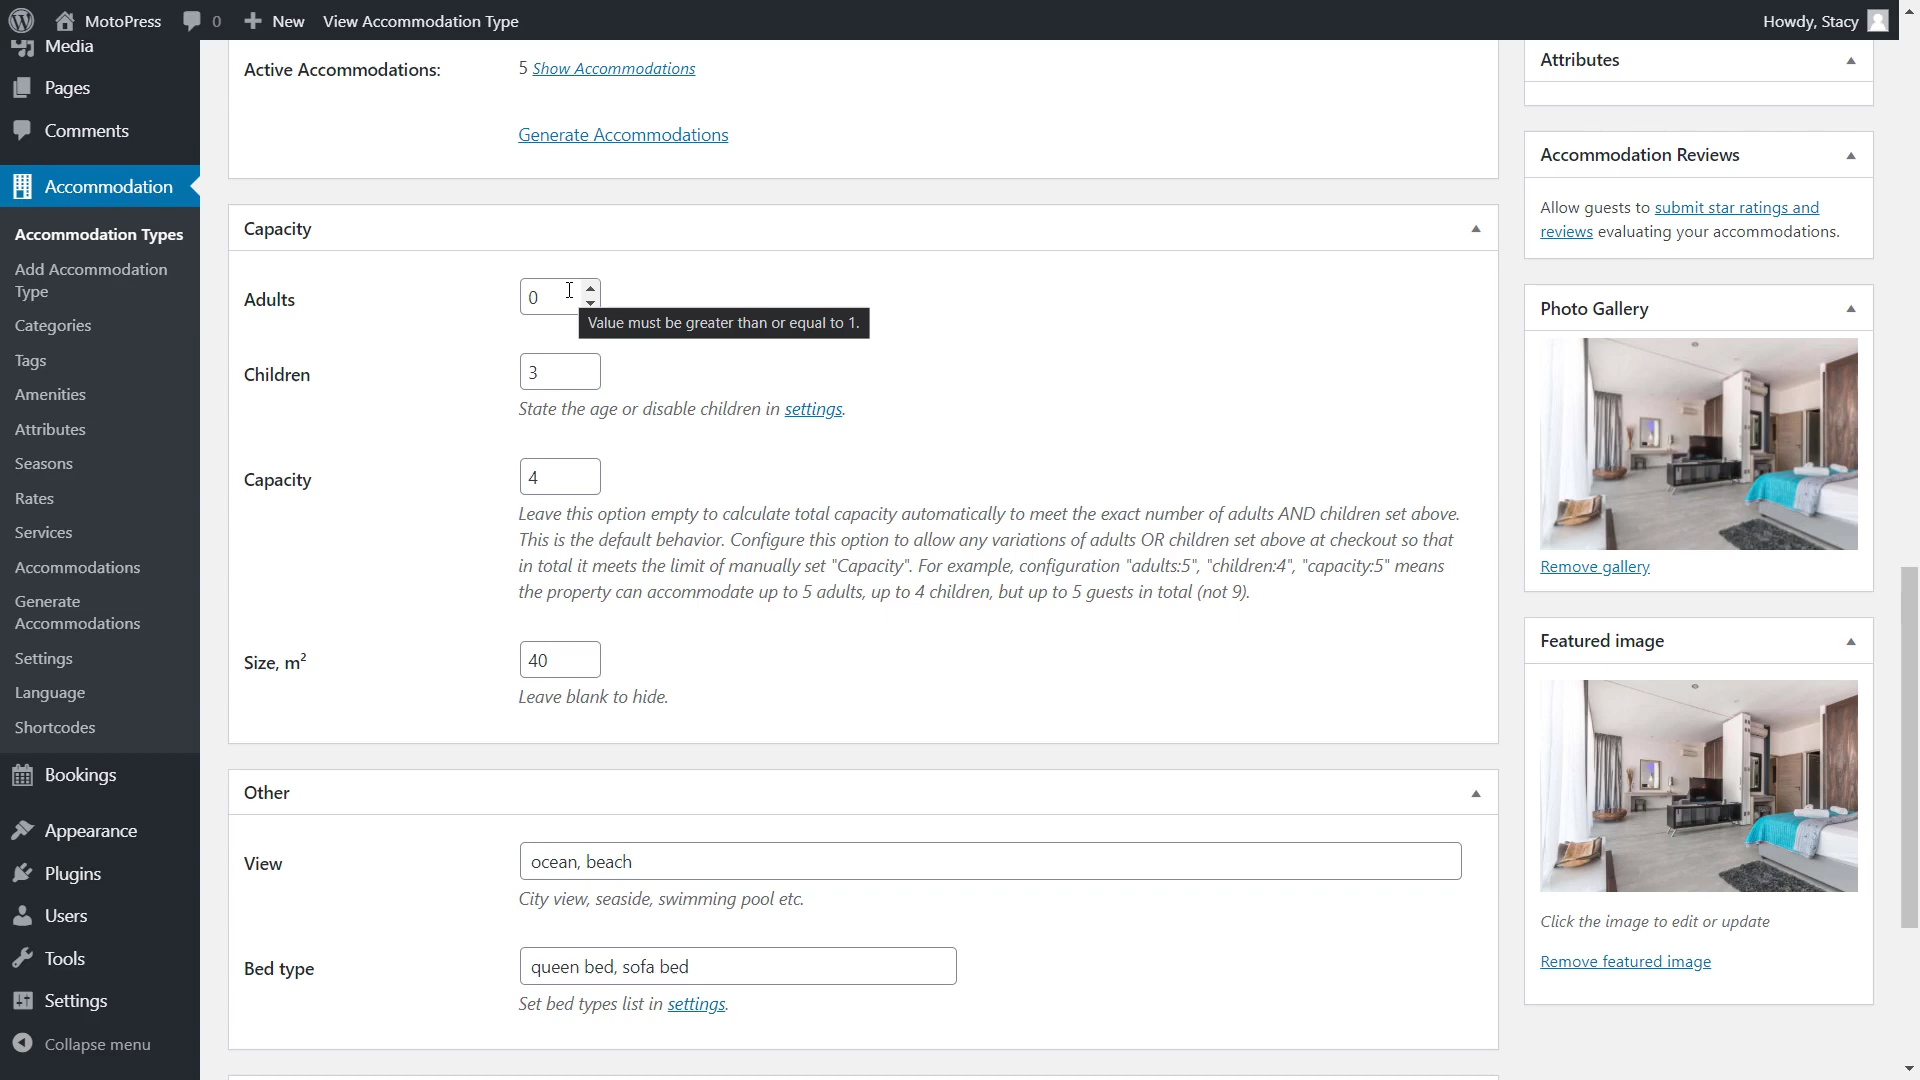 MotoPress
0
New
View Accommodation Type
Howdy, Stacy
Media
Pages
Comments
Accommodation
Accommodation Types
Add Accommodation
Type
Categories
Tags
Amenities
Attributes
Seasons
Rates
Services
Accommodations
Generate
Accommodations
Settings
Language
Shortcodes
Bookings
Appearance
Plugins
Users
Tools
Settings
Collapse menu
Active Accommodations:
5 Show Accommodations
Generate Accommodations
Capacity
Adults
0
Value must be greater than or equal to 1.
Children
3
State the age or disable children in settings.
Capacity
4
Leave this option empty to calculate total capacity automatically to meet the exact number of adults AND children set above.
This is the default behavior. Configure this option to allow any variations of adults OR children set above at checkout so that
in total it meets the limit of manually set "Capacity". For example, configuration "adults:5", "children:4", "capacity:5" means
the property can accommodate up to 5 adults, up to 4 children, but up to 5 guests in total (not 9).
Size, m²
40
Leave blank to hide.
Other
View
ocean, beach
City view, seaside, swimming pool etc.
Bed type
queen bed, sofa bed
Set bed types list in settings.
Attributes
Accommodation Reviews
Allow guests to submit star ratings and
reviews evaluating your accommodations.
Photo Gallery
Remove gallery
Featured image
Click the image to edit or update
Remove featured image